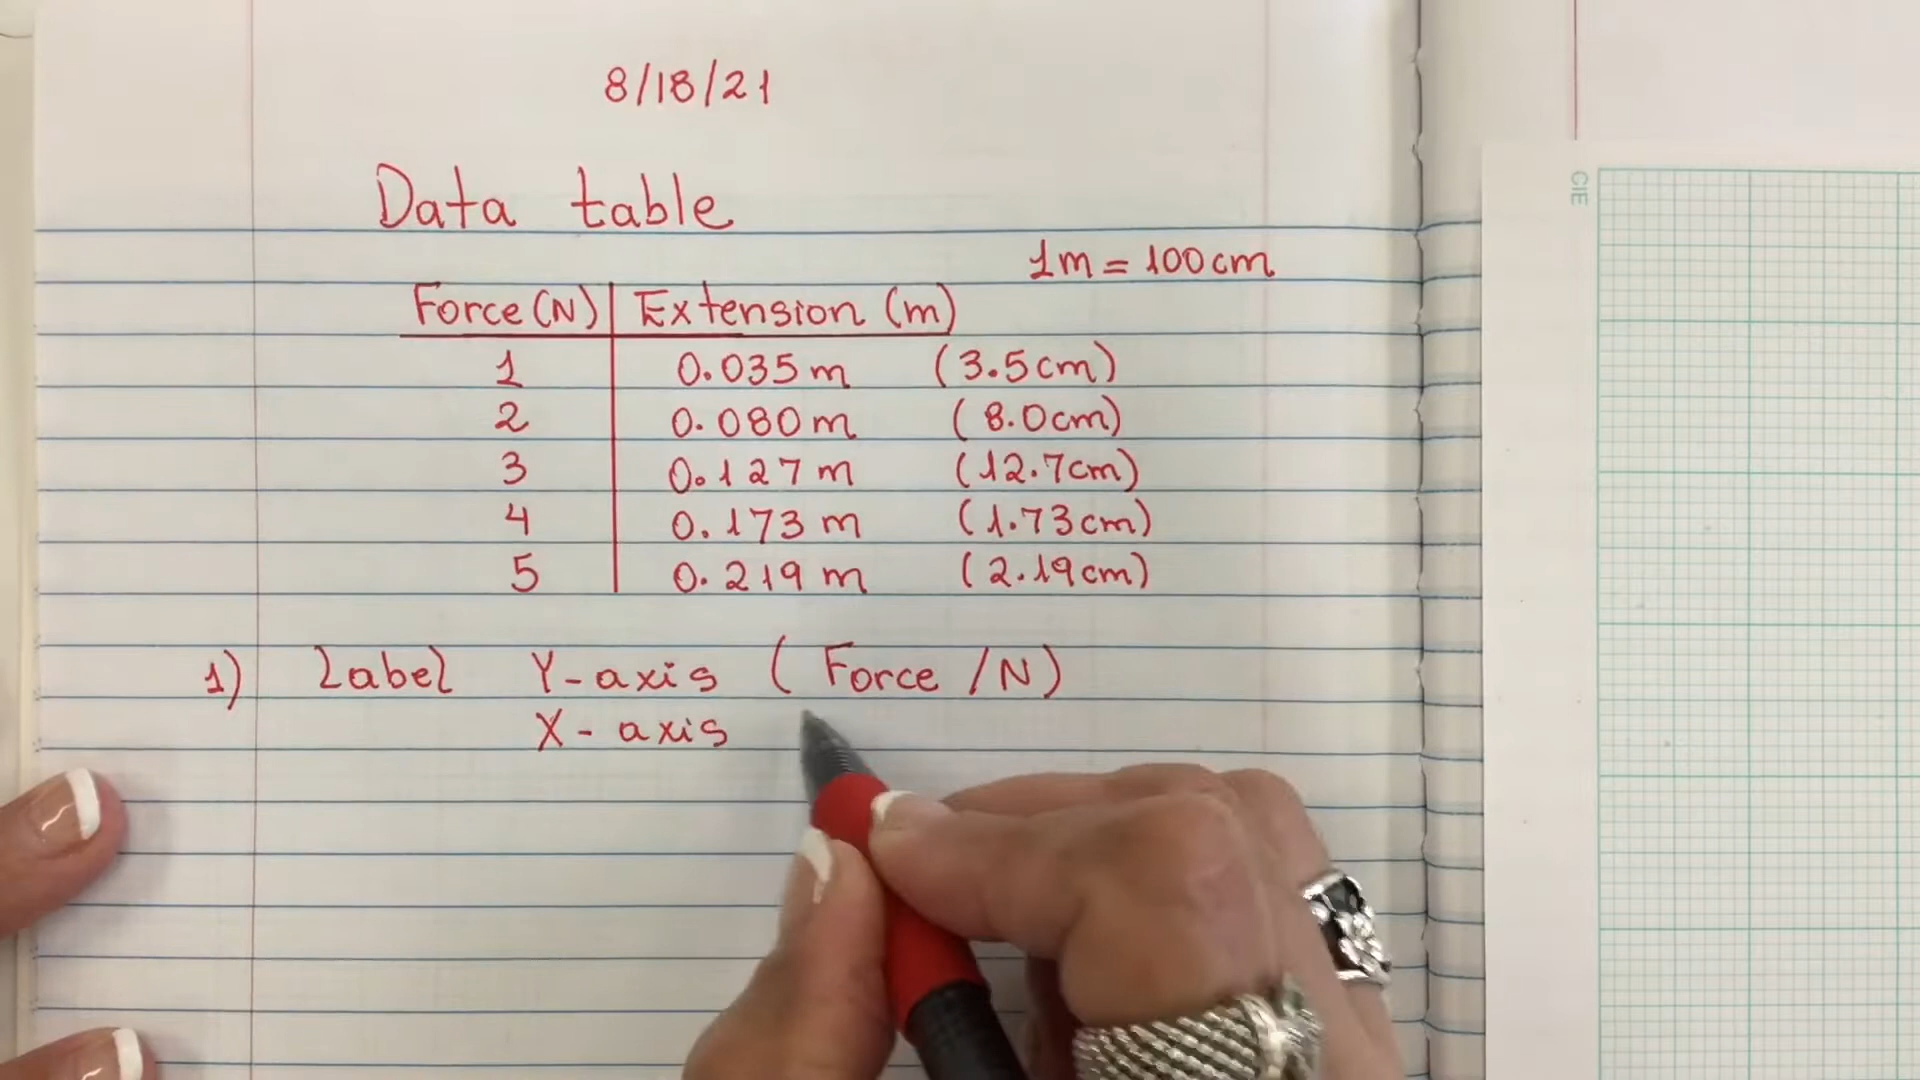 8/18/21
Data table
1m = 100cm
Force (N) | Extension (m)
1 0.035 m (3.5cm)
2 0.080 m (8.0cm)
3 0.127 m (12.7cm)
4 0.173 m (1.73cm)
5 0.219 m (2.19cm)
1) Label Y-axis ( Force /N)
X- axis
CIE